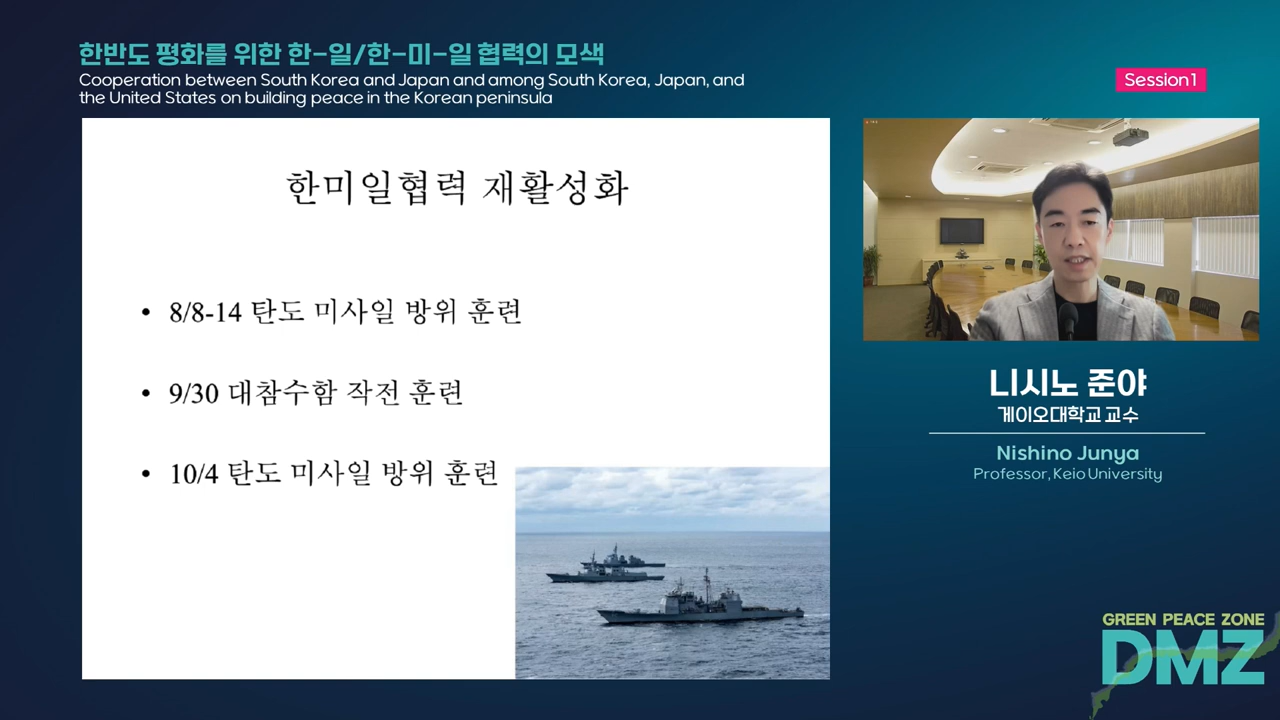 한반도 평화를 위한 한-일/한-미-일 협력의 모색
Cooperation between South Korea and Japan and among South Korea, Japan, and
the United States on building peace in the Korean peninsula
Session1
한미일협력 재활성화
• 8/8-14 탄도 미사일 방위 훈련
• 9/30 대참수함 작전 훈련
• 10/4 탄도 미사일 방위 훈련
니시노 준야
게이오대학교 교수
Nishino Junya
Professor, Keio University
GREEN PEACE ZONE
DMZ